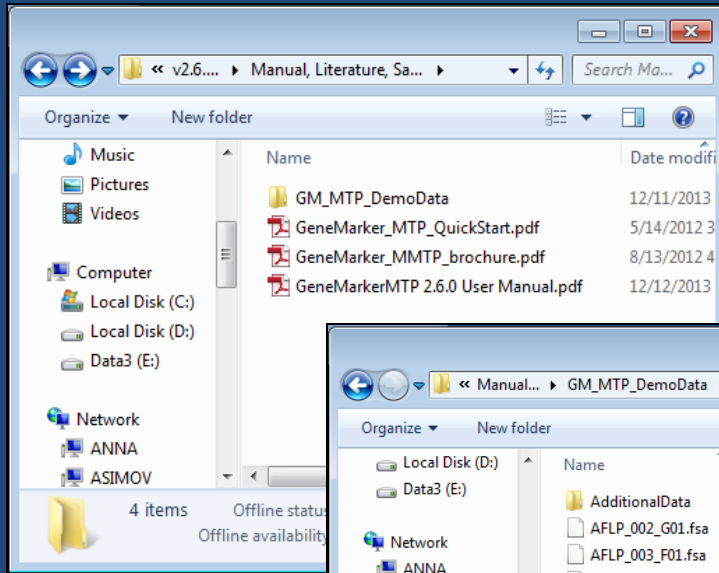 « v2.6.... Manual, Literature, Sa... Search Ma...
Organize New folder
Music
Pictures
Videos
Computer
Local Disk (C:)
Local Disk (D:)
Data3 (E:)
Network
ANNA
ASIMOV
Name Date modifi
GM_MTP_DemoData 12/11/2013
GeneMarker_MTP_QuickStart.pdf 5/14/2012 3
GeneMarker_MMTP_brochure.pdf 8/13/2012 4
GeneMarkerMTP 2.6.0 User Manual.pdf 12/12/2013
4 items Offline status
Offline availability
« Manual... GM_MTP_DemoData
Organize New folder
Local Disk (D:)
Data3 (E:)
Network
ANNA
Name
AdditionalData
AFLP_002_G01.fsa
AFLP_003_F01.fsa